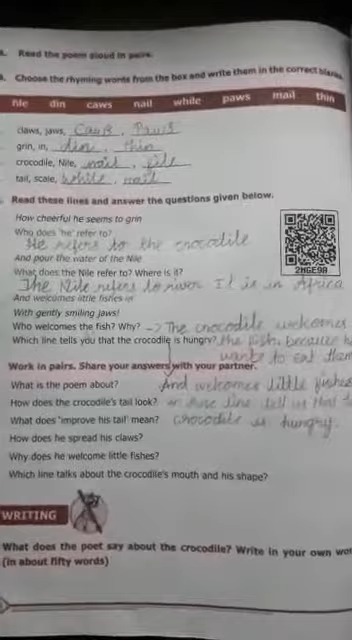 Read the poem aloud in pairs.
Choose the rhyming words from the box and write them in the correct blanks.
file din caws nail while paws mail thin
claws, jaws, caws, Paws
grin, in, din, thin
crocodile, Nile, nail, file
tail, scale, while, mail
Read these lines and answer the questions given below.
How cheerful he seems to grin
Who does 'he' refer to?
He refers to the crocodile
And pour the water of the Nile
What does the Nile refer to? Where is it?
2HGE9B
The Nile refers to river It is in Africa
And welcomes little fishes in
With gently smiling jaws!
Who welcomes the fish? Why? -> The crocodile welcomes
Which line tells you that the crocodile is hungry? the fish because h
wants to eat them
Work in pairs. Share your answers with your partner.
What is the poem about? And welcomes little fishes
How does the crocodile's tail look? line tell us that
What does 'improve his tail' mean? crocodile is hungry.
How does he spread his claws?
Why does he welcome little fishes?
Which line talks about the crocodile's mouth and his shape?
WRITING
What does the poet say about the crocodile? Write in your own wo
(in about fifty words)